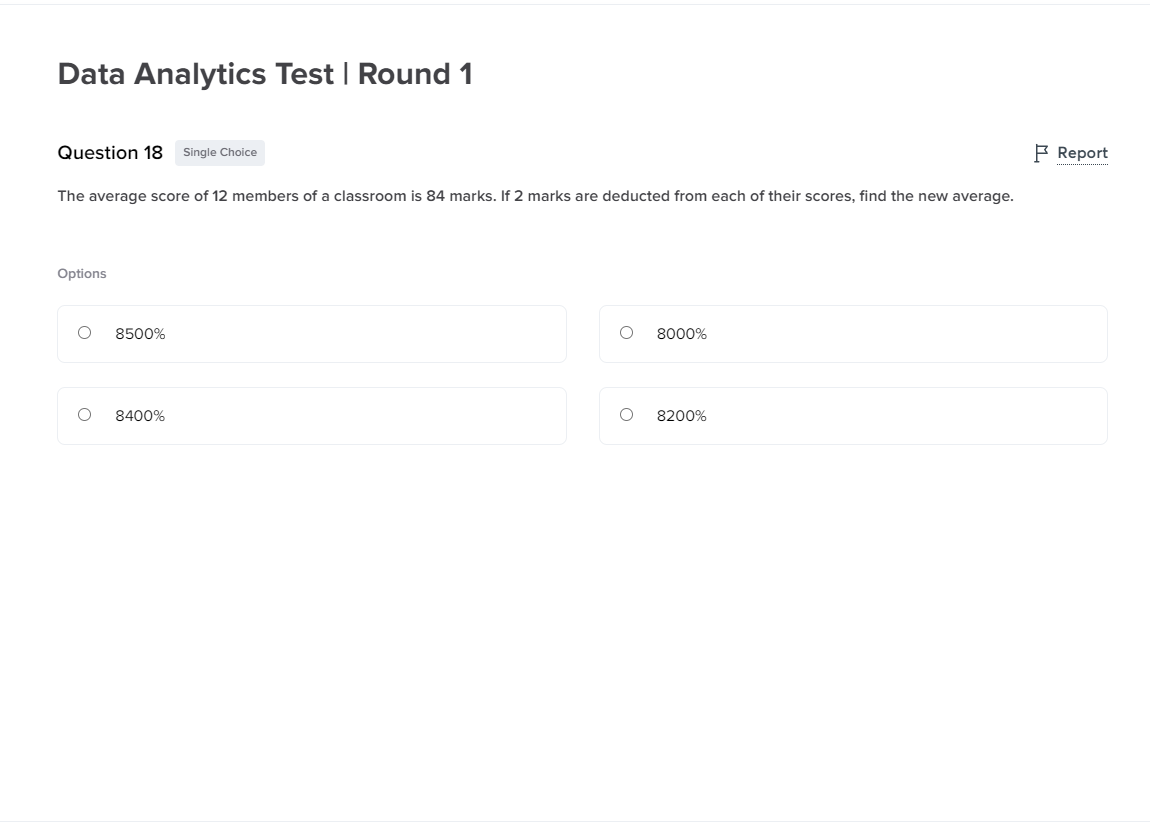 Data Analytics Test | Round 1
Question 18 Single Choice Report
The average score of 12 members of a classroom is 84 marks. If 2 marks are deducted from each of their scores, find the new average.
Options
8500% 8000%
8400% 8200%